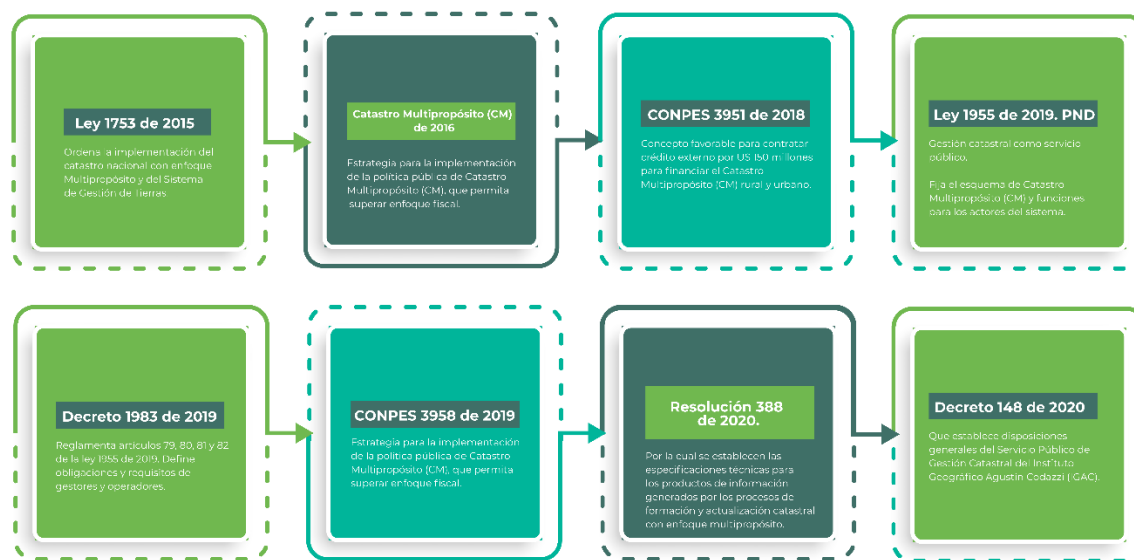 Ley 1753 de 2015
Ordena la implementación del
catastro nacional con enfoque
Multipropósito y del Sistema
de Gestión de Tierras.
Catastro Multipropósito (CM)
de 2016
Estrategia para la implementación
de la política pública de Catastro
Multipropósito (CM), que permita
superar enfoque fiscal.
CONPES 3951 de 2018
Concepto favorable para contratar
crédito externo por US 150 millones
para financiar el Catastro
Multipropósito (CM) rural y urbano.
Ley 1955 de 2019. PND
Gestión catastral como servicio
público.
Fija el esquema de Catastro
Multipropósito (CM) y funciones
para los actores del sistema.
Decreto 1983 de 2019
Reglamenta artículos 79, 80, 81 y 82
de la ley 1955 de 2019. Define
obligaciones y requisitos de
gestores y operadores.
CONPES 3958 de 2019
Estrategia para la implementación
de la política pública de Catastro
Multipropósito (CM), que permita
superar enfoque fiscal.
Resolución 388
de 2020.
Por la cual se establecen las
especificaciones técnicas para
los productos de información
generados por los procesos de
formación y actualización catastral
con enfoque multipropósito.
Decreto 148 de 2020
Que establece disposiciones
generales del Servicio Público de
Gestión Catastral del Instituto
Geográfico Agustín Codazzi (IGAC).